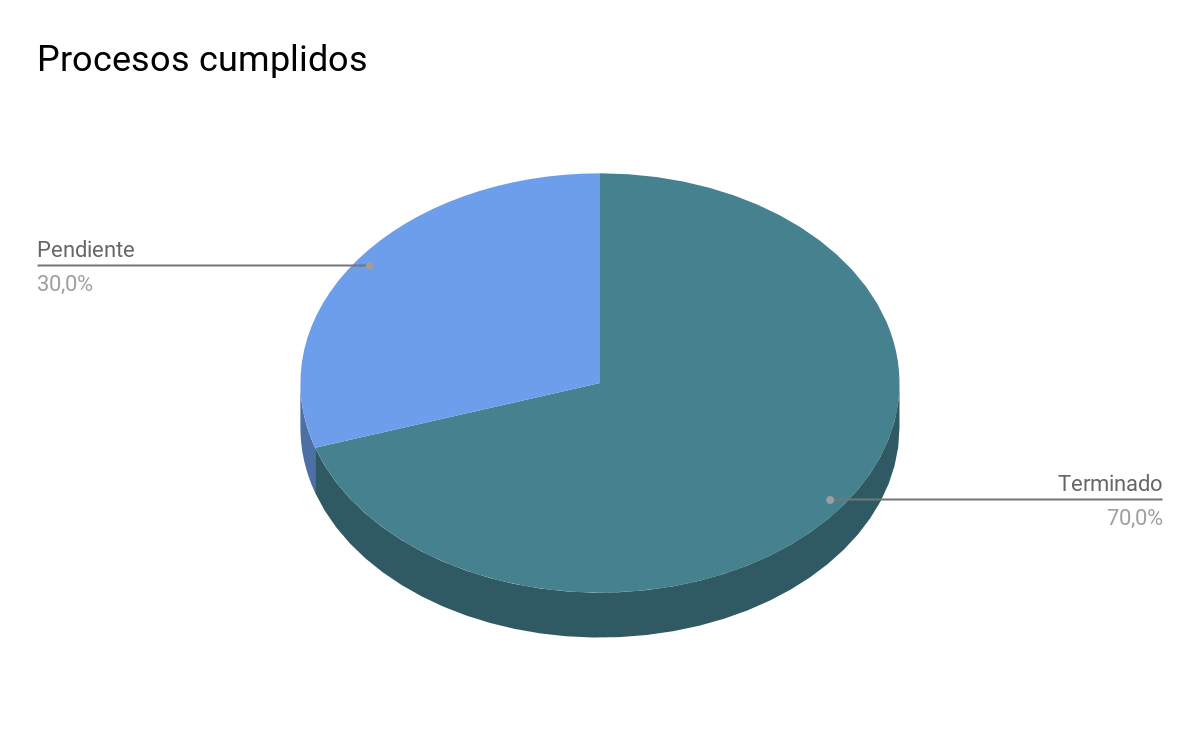 Procesos cumplidos
Pendiente
30,0%
Terminado
70,0%